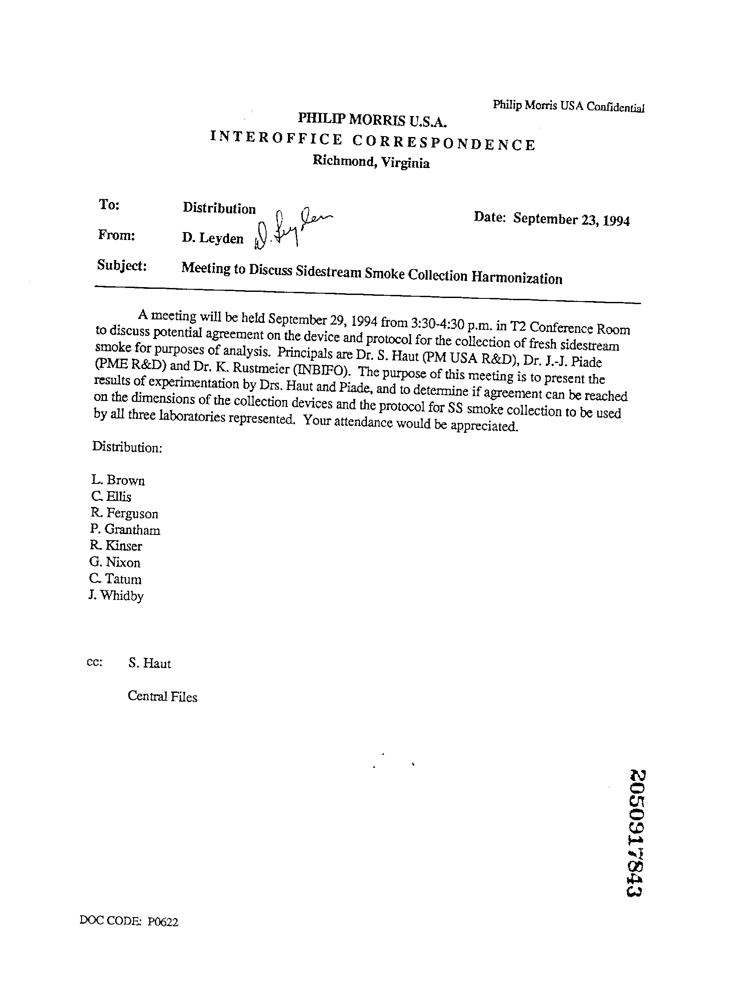 Philip Morris USA Confidential
PHILIP MORRIS U.S.A.
INTEROFFICE CORRESPONDENCE
Richmond, Virginia
To: Distribution
Date: September 23, 1994
From: D. Leyden D. Leyden
Subject: Meeting to Discuss Sidestream Smoke Collection Harmonization
A meeting will be held September 29, 1994 from 3:30-4:30 p.m. in T2 Conference Room
to discuss potential agreement on the device and protocol for the collection of fresh sidestream
smoke for purposes of analysis. Principals are Dr. S. Haut (PM USA R&D), Dr. J.-J. Piade
(PME R&D) and Dr. K. Rustmeier (INBIFO). The purpose of this meeting is to present the
results of experimentation by Drs. Haut and Piade, and to determine if agreement can be reached
on the dimensions of the collection devices and the protocol for SS smoke collection to be used
by all three laboratories represented. Your attendance would be appreciated.
Distribution:
L. Brown
C. Ellis
R. Ferguson
P. Grantham
R. Kinser
G. Nixon
C. Tatum
J. Whidby
cc: S. Haut
Central Files
2050917843
DOC CODE: P0622